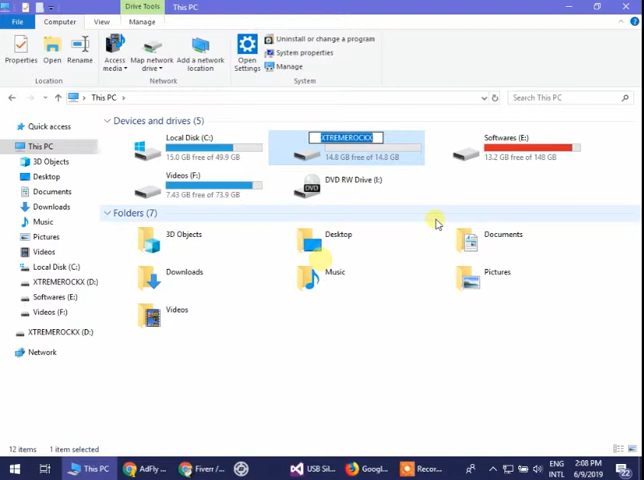 Drive Tools This PC
File Computer View Manage
Properties Open Rename Access media Map network drive Add a network location Open Settings Uninstall or change a program
System properties
Manage
Location Network System
This PC Search This PC
Quick access
This PC
3D Objects
Desktop
Documents
Downloads
Music
Pictures
Videos
Local Disk (C:)
XTREMEROCKX (D:
Softwares (E:)
Videos (F:)
XTREMEROCKX (D:)
Network
Devices and drives (5)
Local Disk (C:)
15.0 GB free of 49.9 GB
XTREMEROCKX
14.8 GB free of 14.8 GB
Softwares (E:)
13.2 GB free of 148 GB
Videos (F:)
7.43 GB free of 73.9 GB
DVD RW Drive (I:)
DVD
Folders (7)
3D Objects
Desktop
Documents
Downloads
Music
Pictures
Videos
12 items 1 item selected
This PC AdFly ... Fiverr /... USB Sil... Googl... Recor...
ENG
INTL
2:08 PM
6/9/2019
22